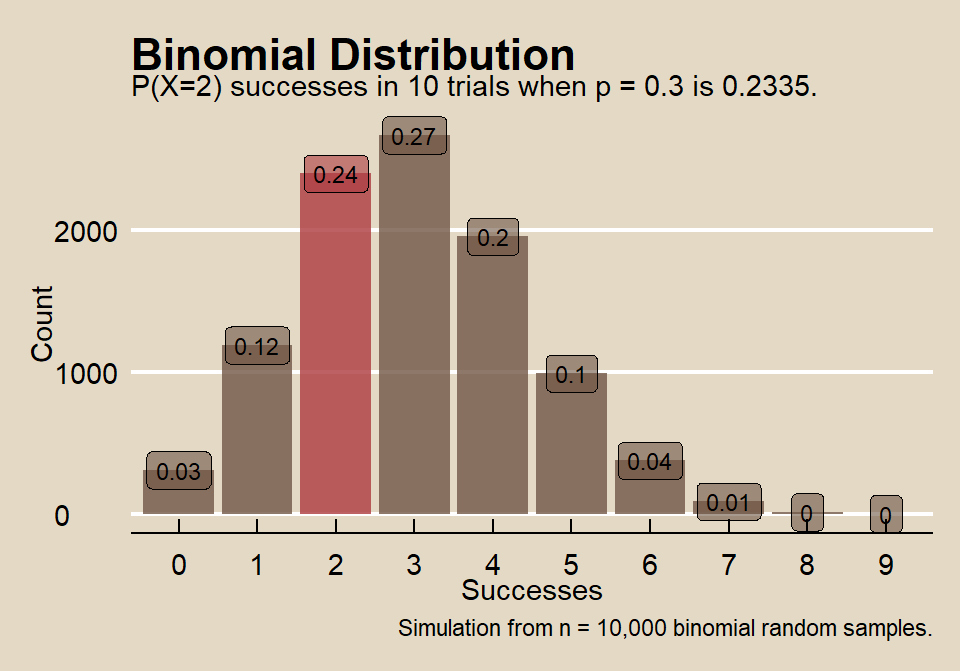 Binomial Distribution
P(X=2) successes in 10 trials when p = 0.3 is 0.2335.
0.27
0.24
2000
0.2
Count
0.12
1000
0.1
0.03
0.04
0.01
0
0
0
0 1 2 3 4 5 6 7 8 9
Successes
Simulation from n = 10,000 binomial random samples.